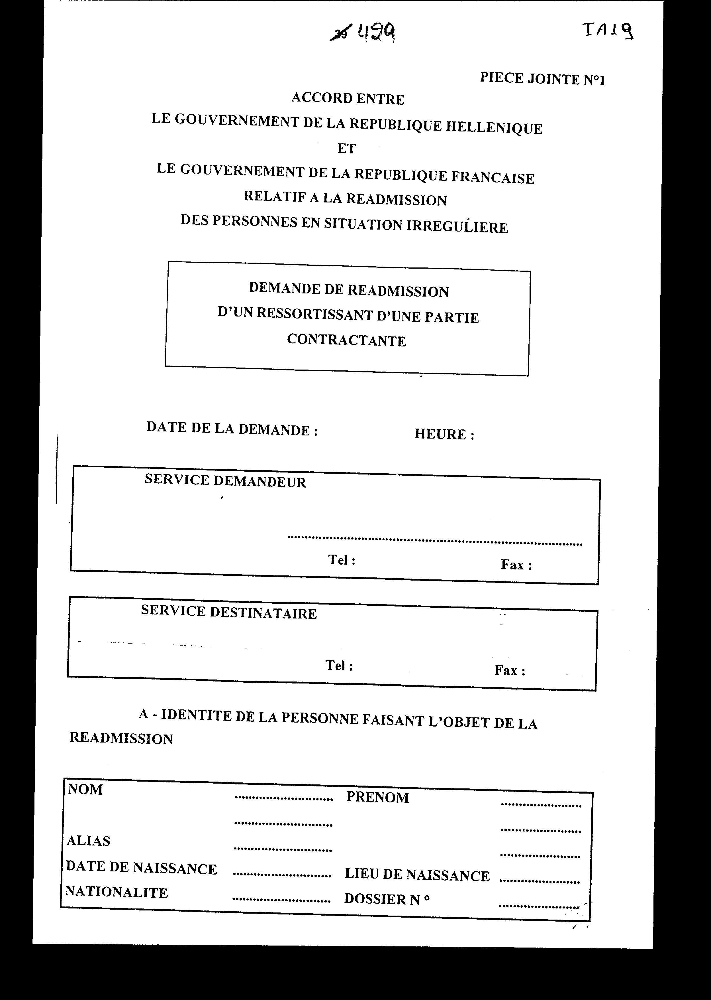 39 429
IA19
PIECE JOINTE N°1
ACCORD ENTRE
LE GOUVERNEMENT DE LA REPUBLIQUE HELLENIQUE
ET
LE GOUVERNEMENT DE LA REPUBLIQUE FRANCAISE
RELATIF A LA READMISSION
DES PERSONNES EN SITUATION IRREGULIERE
DEMANDE DE READMISSION
D'UN RESSORTISSANT D'UNE PARTIE
CONTRACTANTE
DATE DE LA DEMANDE : HEURE :
SERVICE DEMANDEUR
Tel : Fax :
SERVICE DESTINATAIRE
Tel : Fax :
A - IDENTITE DE LA PERSONNE FAISANT L'OBJET DE LA
READMISSION
NOM PRENOM
ALIAS
DATE DE NAISSANCE LIEU DE NAISSANCE
NATIONALITE DOSSIER N °